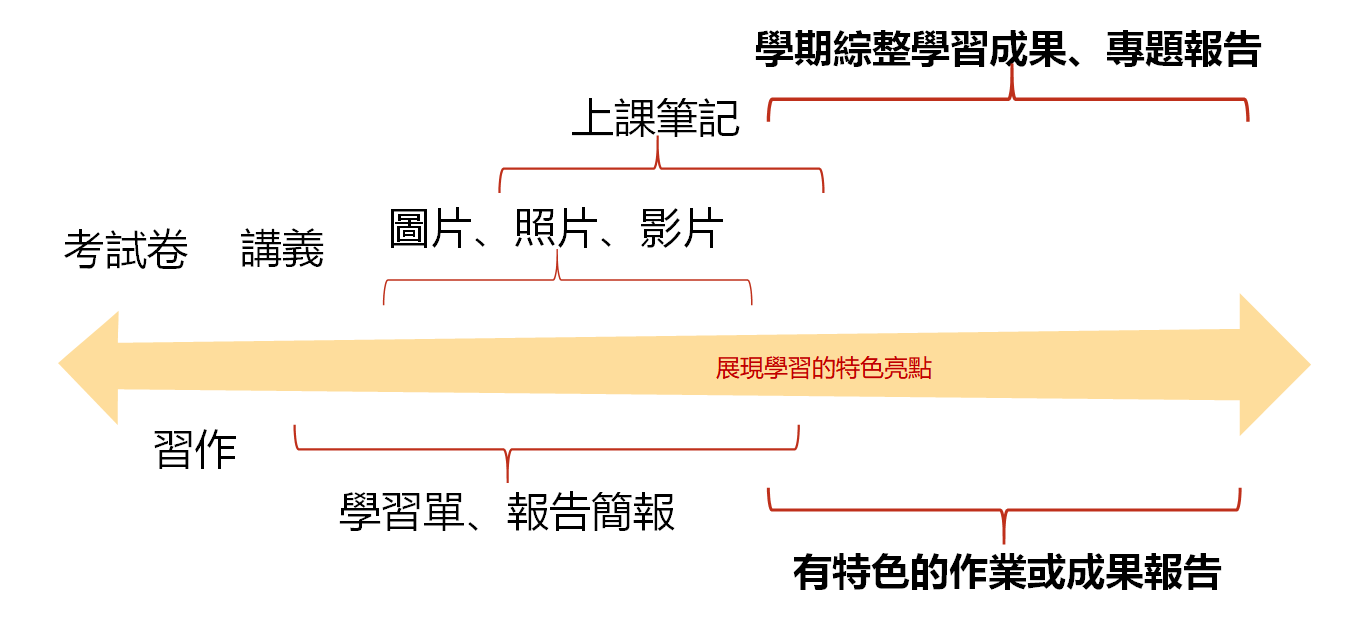 學期綜整學習成果、專題報告
上課筆記
圖片、照片、影片
考試卷 講義
展現學習的特色亮點
習作
學習單、報告簡報
有特色的作業或成果報告